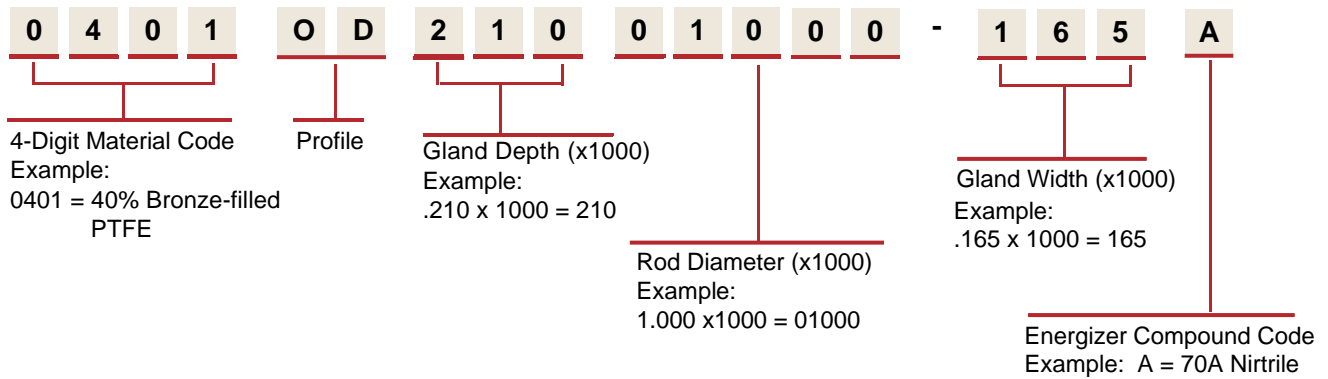 0 4 0 1 O D 2 1 0 0 1 0 0 0 - 1 6 5 A
4-Digit Material Code
Example:
0401 = 40% Bronze-filled
PTFE
Profile
Gland Depth (x1000)
Example:
.210 x 1000 = 210
Rod Diameter (x1000)
Example:
1.000 x1000 = 01000
Gland Width (x1000)
Example:
.165 x 1000 = 165
Energizer Compound Code
Example: A = 70A Nirtrile